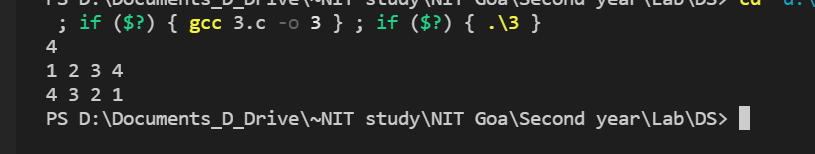 PS D:\Documents_D_Drive\~NIT study\NIT Goa\Second year\Lab\DS> cd "d:\
; if ($?) { gcc 3.c -o 3 } ; if ($?) { .\3 }
4
1 2 3 4
4 3 2 1
PS D:\Documents_D_Drive\~NIT study\NIT Goa\Second year\Lab\DS>